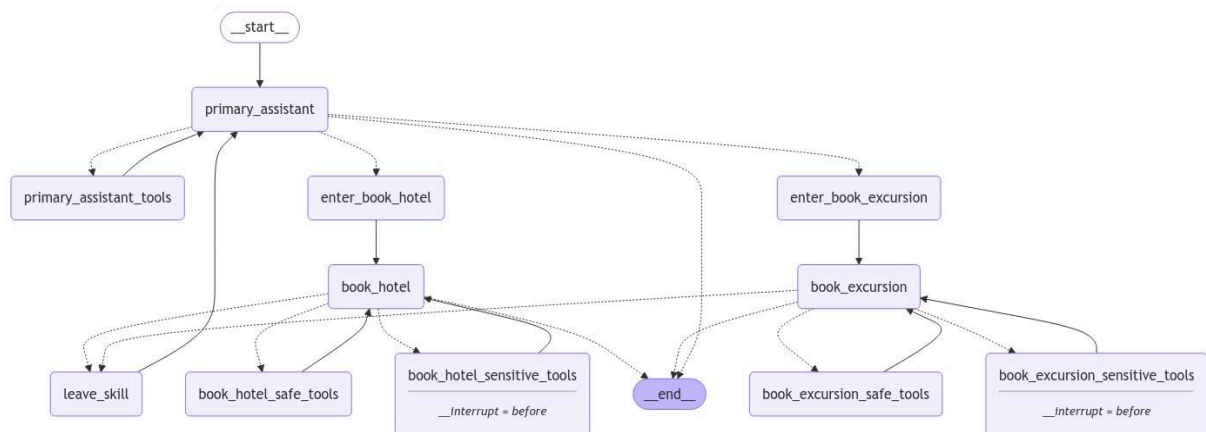 __start__
primary_assistant
primary_assistant_tools
enter_book_hotel
enter_book_excursion
book_hotel
book_excursion
leave_skill
book_hotel_safe_tools
book_hotel_sensitive_tools
__interrupt = before
__end__
book_excursion_safe_tools
book_excursion_sensitive_tools
__interrupt = before